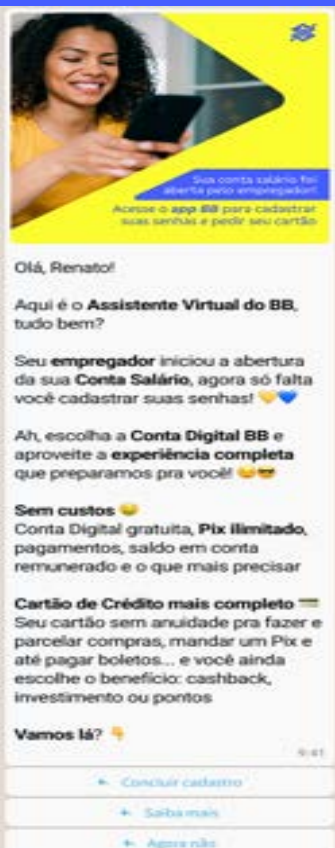 Sua conta salário foi
aberta pelo empregador!
Acesse o app BB para cadastrar
suas senhas e pedir seu cartão
Olá, Renato!
Aqui é o Assistente Virtual do BB,
tudo bem?
Seu empregador iniciou a abertura
da sua Conta Salário, agora só falta
você cadastrar suas senhas! 💛💙
Ah, escolha a Conta Digital BB e
aproveite a experiência completa
que preparamos pra você!
Sem custos
Conta Digital gratuita, Pix ilimitado,
pagamentos, saldo em conta
remunerado e o que mais precisar
Cartão de Crédito mais completo 💳
Seu cartão sem anuidade pra fazer e
parcelar compras, mandar um Pix e
até pagar boletos... e você ainda
escolhe o benefício: cashback,
investimento ou pontos
Vamos lá? 👇
9:41
Concluir cadastro
Saiba mais
Agora não